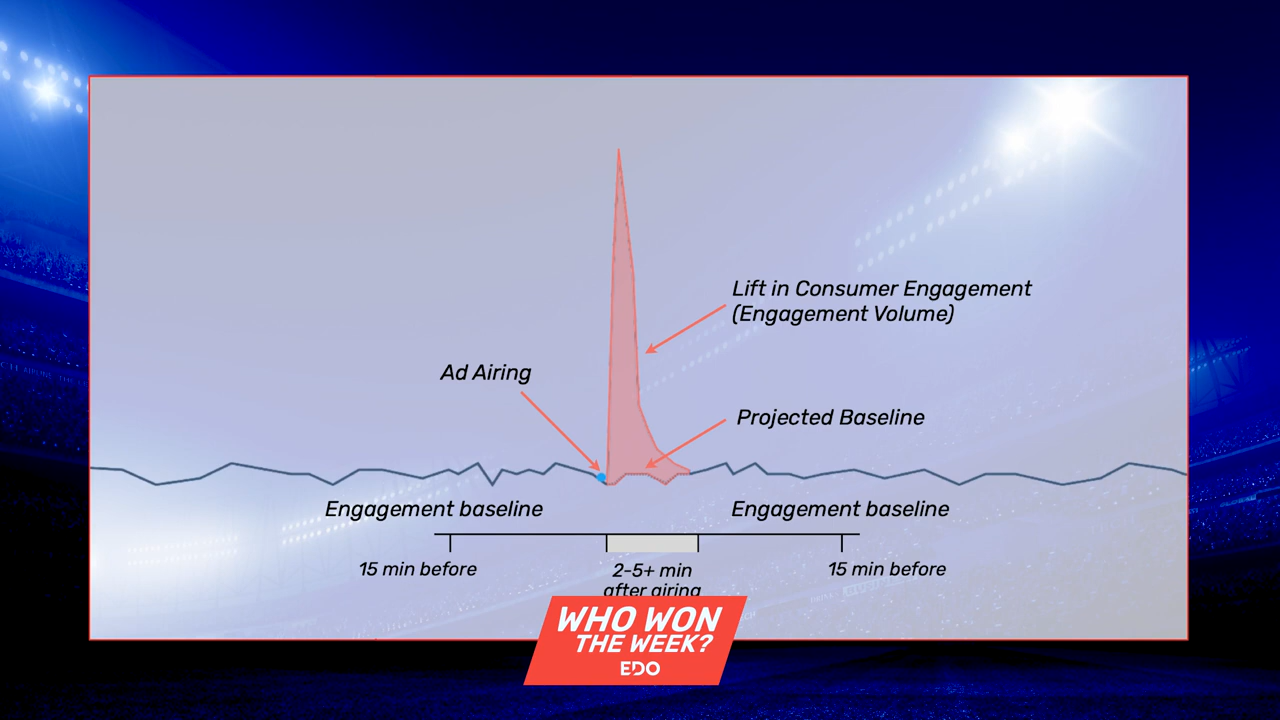 Lift in Consumer Engagement
(Engagement Volume)
Ad Airing
Projected Baseline
Engagement baseline
Engagement baseline
15 min before
2-5+ min
after airing
15 min before
WHO WON
THE WEEK?
EDO